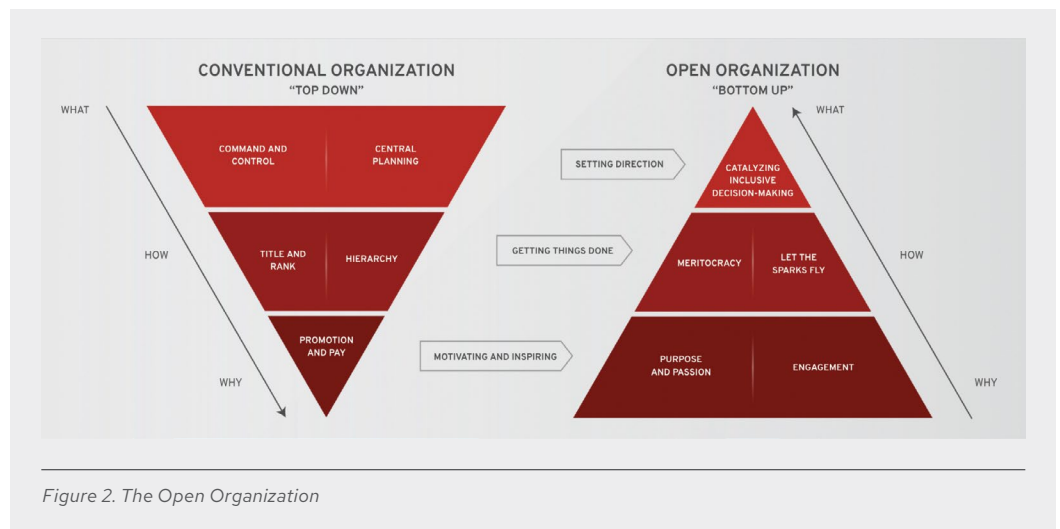 CONVENTIONAL ORGANIZATION
“TOP DOWN”
WHAT
COMMAND AND
CONTROL
CENTRAL
PLANNING
HOW
TITLE AND
RANK
HIERARCHY
PROMOTION
AND PAY
WHY
SETTING DIRECTION
GETTING THINGS DONE
MOTIVATING AND INSPIRING
OPEN ORGANIZATION
“BOTTOM UP”
WHAT
CATALYZING
INCLUSIVE
DECISION-MAKING
MERITOCRACY
LET THE
SPARKS FLY
HOW
PURPOSE
AND PASSION
ENGAGEMENT
WHY
Figure 2. The Open Organization